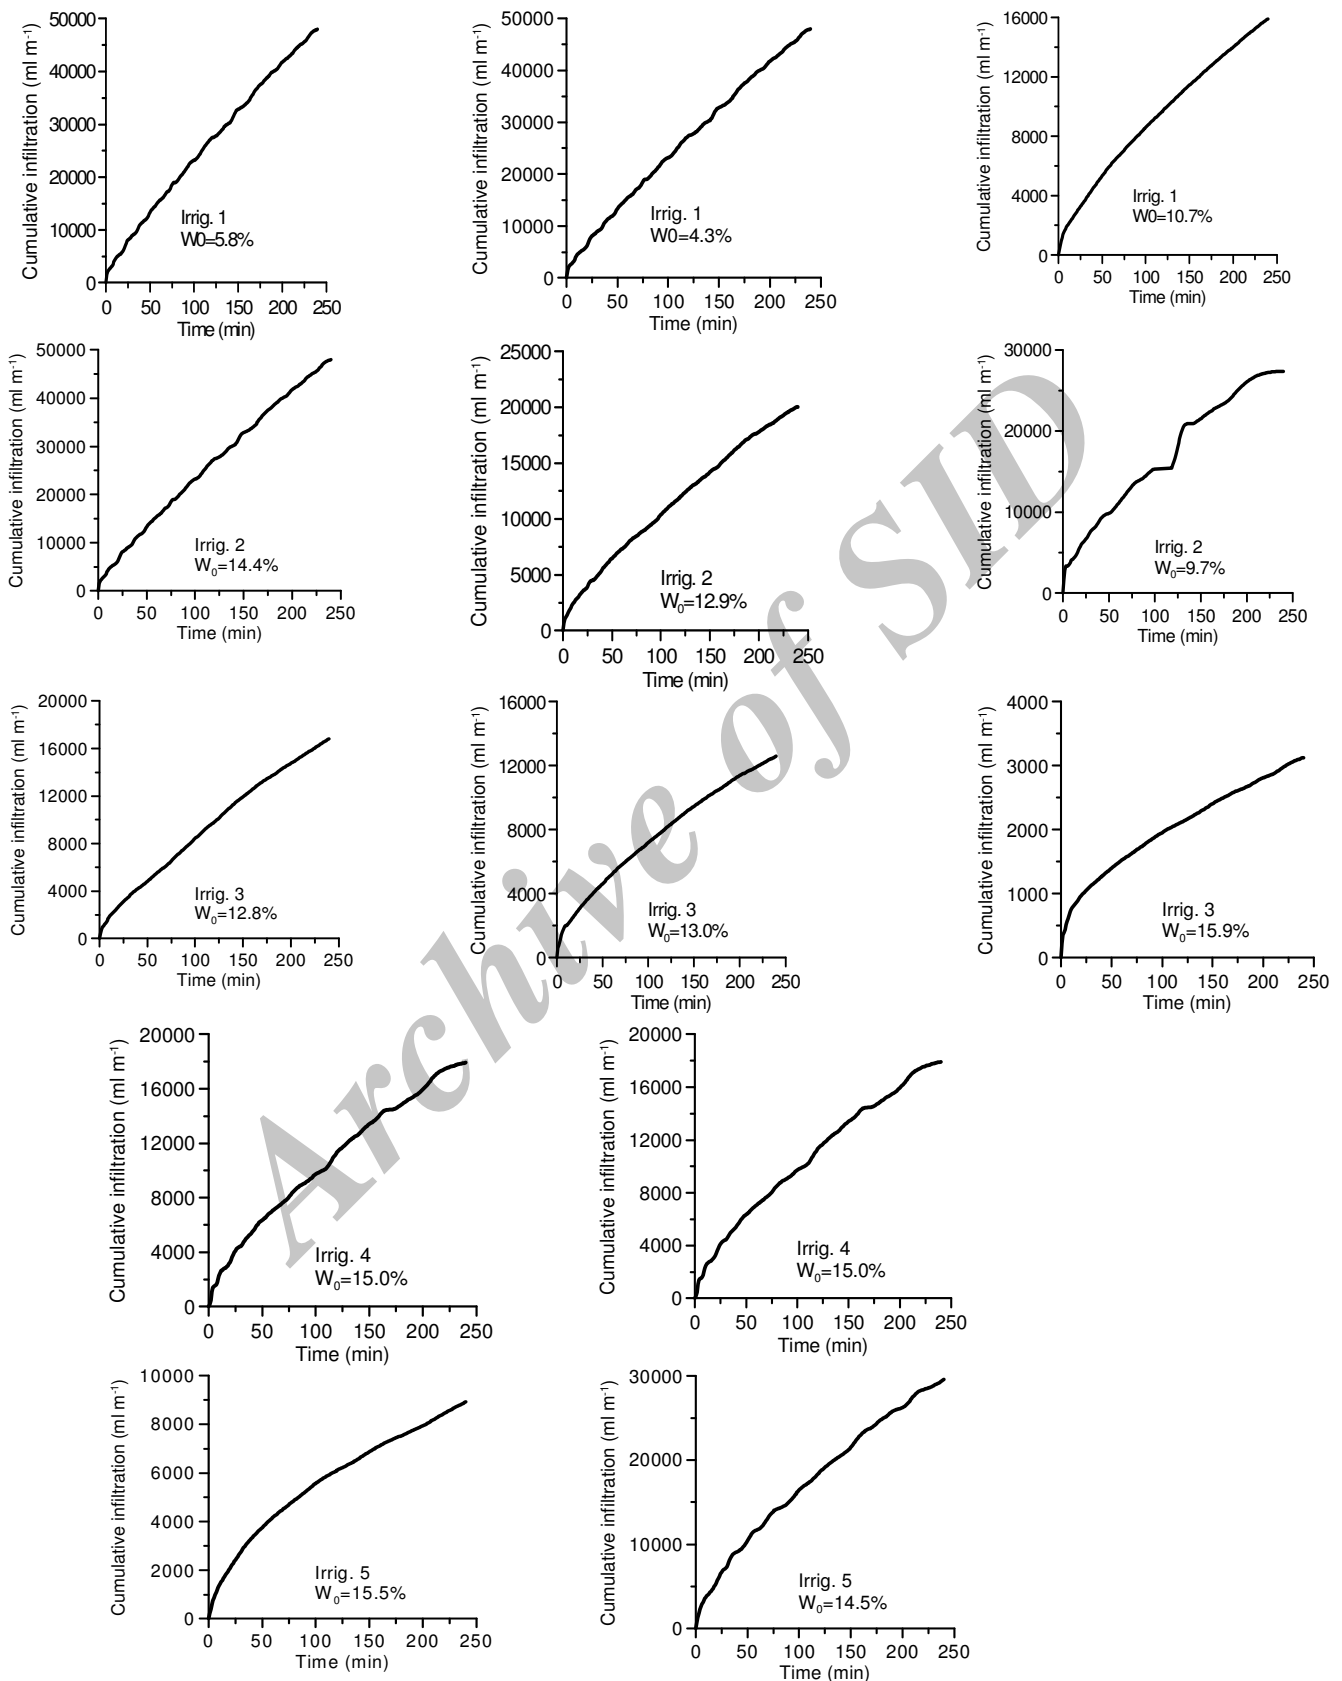 Cumulative infiltration (ml m-1)
50000
40000
30000
20000
10000
0
Irrig. 1
W0=5.8%
0 50 100 150 200 250
Time (min)
Cumulative infiltration (ml m-1)
50000
40000
30000
20000
10000
0
Irrig. 1
W0=4.3%
0 50 100 150 200 250
Time (min)
Cumulative infiltration (ml m-1)
16000
12000
8000
4000
0
Irrig. 1
W0=10.7%
0 50 100 150 200 250
Time (min)
Cumulative infiltration (ml m-1)
50000
40000
30000
20000
10000
0
Irrig. 2
W0=14.4%
0 50 100 150 200 250
Time (min)
Cumulative infiltration (ml m-1)
25000
20000
15000
10000
5000
0
Irrig. 2
W0=12.9%
0 50 100 150 200 250
Time (min)
Cumulative infiltration (ml m-1)
30000
20000
10000
0
Irrig. 2
W0=9.7%
0 50 100 150 200 250
Time (min)
Cumulative infiltration (ml m-1)
20000
16000
12000
8000
4000
0
Irrig. 3
W0=12.8%
0 50 100 150 200 250
Time (min)
Cumulative infiltration (ml m-1)
16000
12000
8000
4000
0
Irrig. 3
W0=13.0%
0 50 100 150 200 250
Time (min)
Cumulative infiltration (ml m-1)
4000
3000
2000
1000
0
Irrig. 3
W0=15.9%
0 50 100 150 200 250
Time (min)
Cumulative infiltration (ml m-1)
20000
16000
12000
8000
4000
0
Irrig. 4
W0=15.0%
0 50 100 150 200 250
Time (min)
Cumulative infiltration (ml m-1)
20000
16000
12000
8000
4000
0
Irrig. 4
W0=15.0%
0 50 100 150 200 250
Time (min)
Cumulative infiltration (ml m-1)
10000
8000
6000
4000
2000
0
Irrig. 5
W0=15.5%
0 50 100 150 200 250
Time (min)
Cumulative infiltration (ml m-1)
30000
20000
10000
0
Irrig. 5
W0=14.5%
0 50 100 150 200 250
Time (min)
Archive of SID